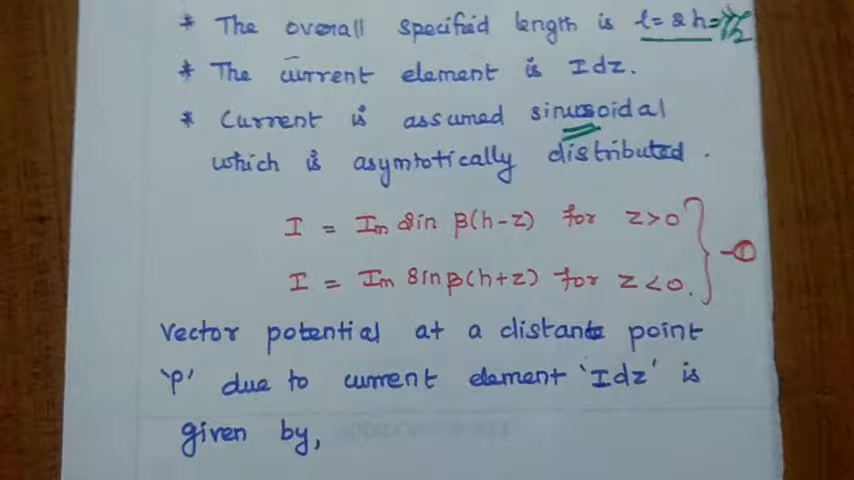 * The overall specified length is l= 2h=λ/2
* The current element is Idz.
* Current is assumed sinusoidal
which is asymtotically distributed .
I = Im Sin β(h-z) for z>0
I = Im Sinβ(h+z) for z<0. } -①
Vector potential at a distant point
'P' due to current element 'Idz' is
given by,